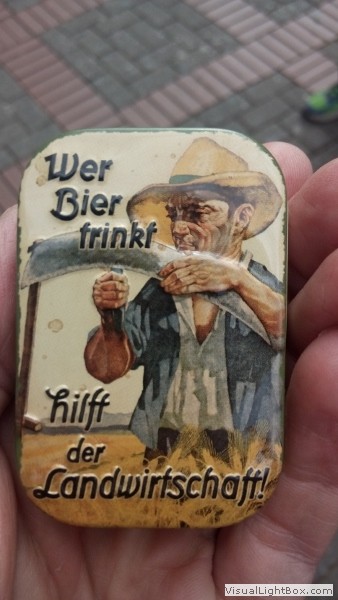 Wer
Bier
trinkt
hilft
der
Landwirtschaft!
VisualLightBox.com